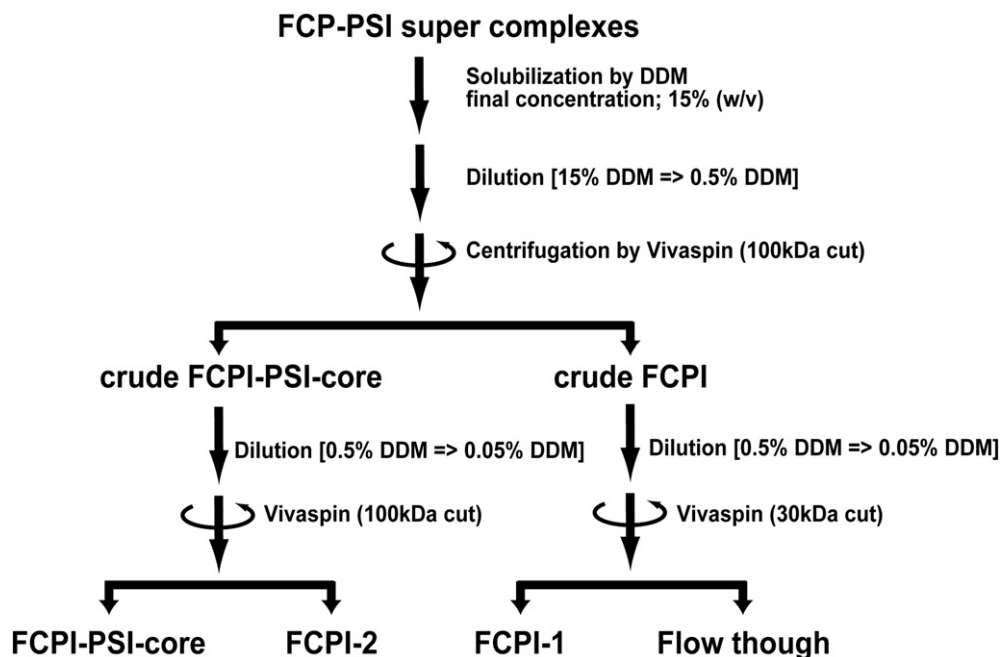 FCP-PSI super complexes
Solubilization by DDM
final concentration; 15% (w/v)
Dilution [15% DDM => 0.5% DDM]
Centrifugation by Vivaspin (100kDa cut)
crude FCPI-PSI-core
crude FCPI
Dilution [0.5% DDM => 0.05% DDM]
Dilution [0.5% DDM => 0.05% DDM]
Vivaspin (100kDa cut)
Vivaspin (30kDa cut)
FCPI-PSI-core
FCPI-2
FCPI-1
Flow though